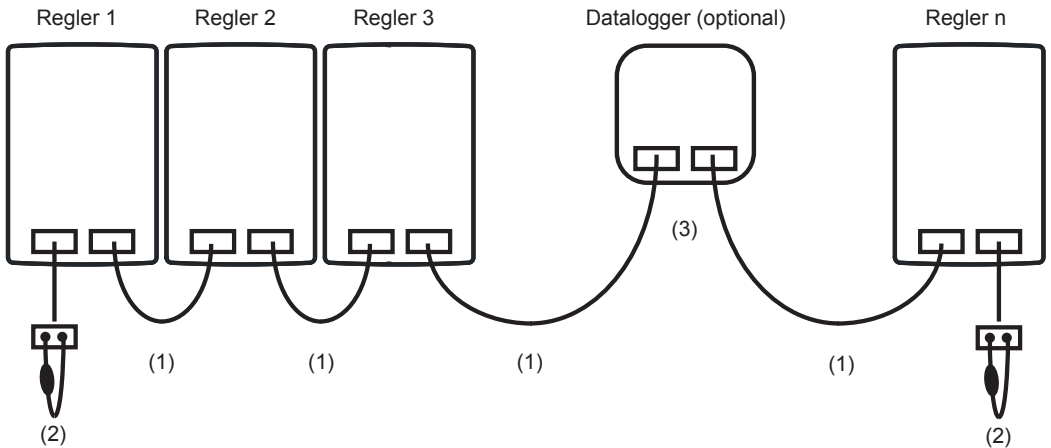 Regler 1 Regler 2 Regler 3 Datalogger (optional) Regler n
(3)
(1) (1) (1) (1)
(2) (2)